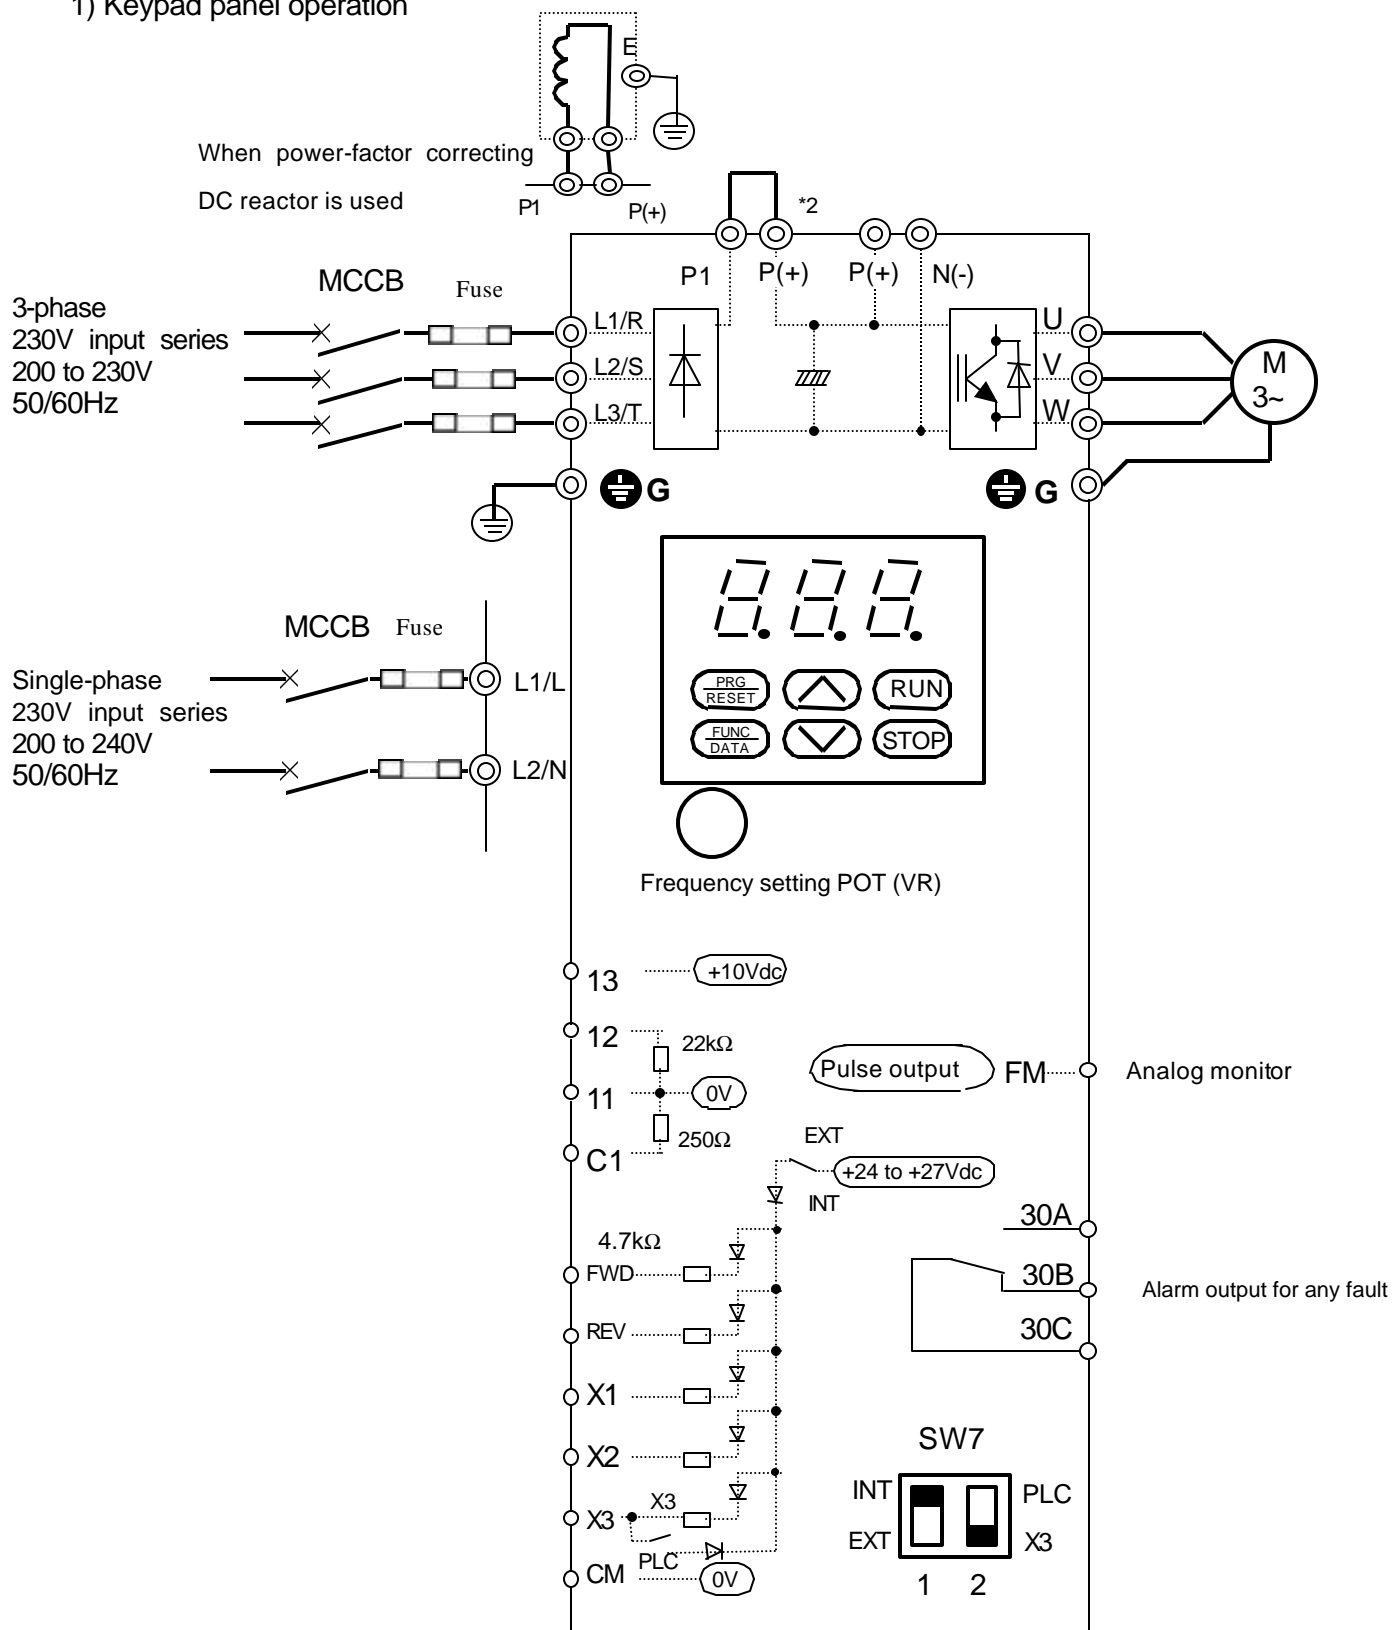 1) Keypad panel operation
E
When power-factor correcting
DC reactor is used
P1
P(+)
*2
P1
P(+)
P(+)
N(-)
MCCB
Fuse
3-phase
230V input series
200 to 230V
50/60Hz
L1/R
L2/S
L3/T
U
V
W
M
3~
G
G
MCCB
Fuse
Single-phase
230V input series
200 to 240V
50/60Hz
L1/L
L2/N
8.8.8.
PRG
RESET
RUN
FUNC
DATA
STOP
Frequency setting POT (VR)
13
+10Vdc
12
22kΩ
11
0V
250Ω
C1
Pulse output
FM
Analog monitor
EXT
+24 to +27Vdc
INT
4.7kΩ
FWD
REV
X1
X2
X3
X3
PLC
CM
0V
30A
30B
Alarm output for any fault
30C
SW7
INT
PLC
EXT
X3
1
2